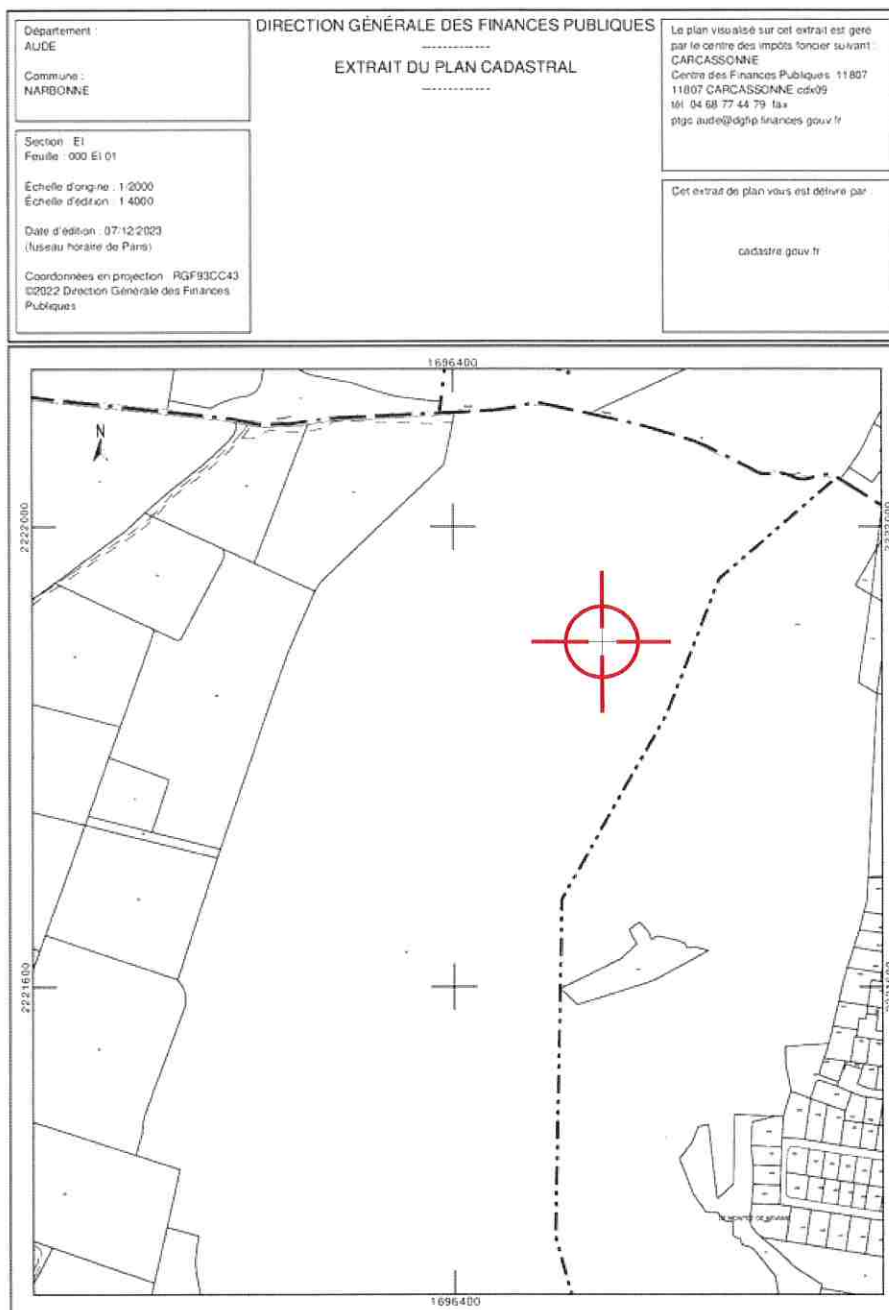 Département :
AUDE
Commune :
NARBONNE
Section : EI
Feuille : 000 EI 01
Échelle d'origine : 1/2000
Échelle d'édition : 1/4000
Date d'édition : 07/12/2023
(fuseau horaire de Paris)
Coordonnées en projection : RGF93CC43
©2022 Direction Générale des Finances
Publiques
DIRECTION GÉNÉRALE DES FINANCES PUBLIQUES
-------------
EXTRAIT DU PLAN CADASTRAL
-------------
Le plan visualisé sur cet extrait est géré
par le centre des impôts foncier suivant :
CARCASSONNE
Centre des Finances Publiques 11807
11807 CARCASSONNE cdx09
tél. 04 68 77 44 79 -fax
ptgc.aude@dgfip.finances.gouv.fr
Cet extrait de plan vous est délivré par :
cadastre.gouv.fr
1696400
N
2222000
2222000
2221600
2221600
1696400